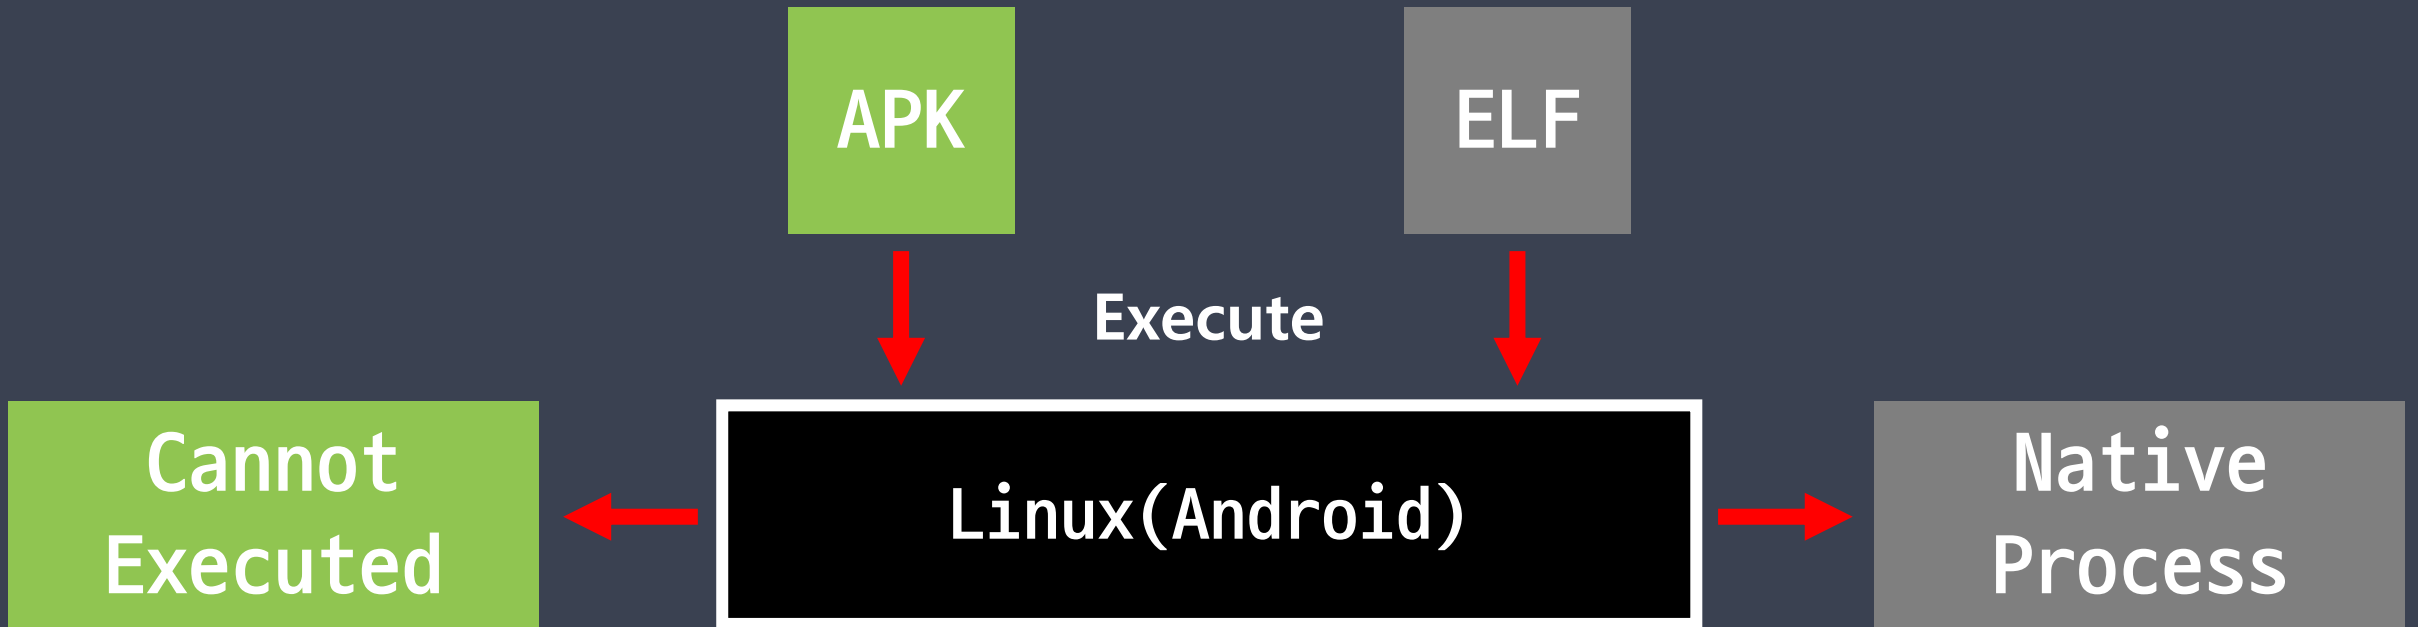 APK
ELF
Execute
Cannot
Executed
Linux(Android)
Native
Process